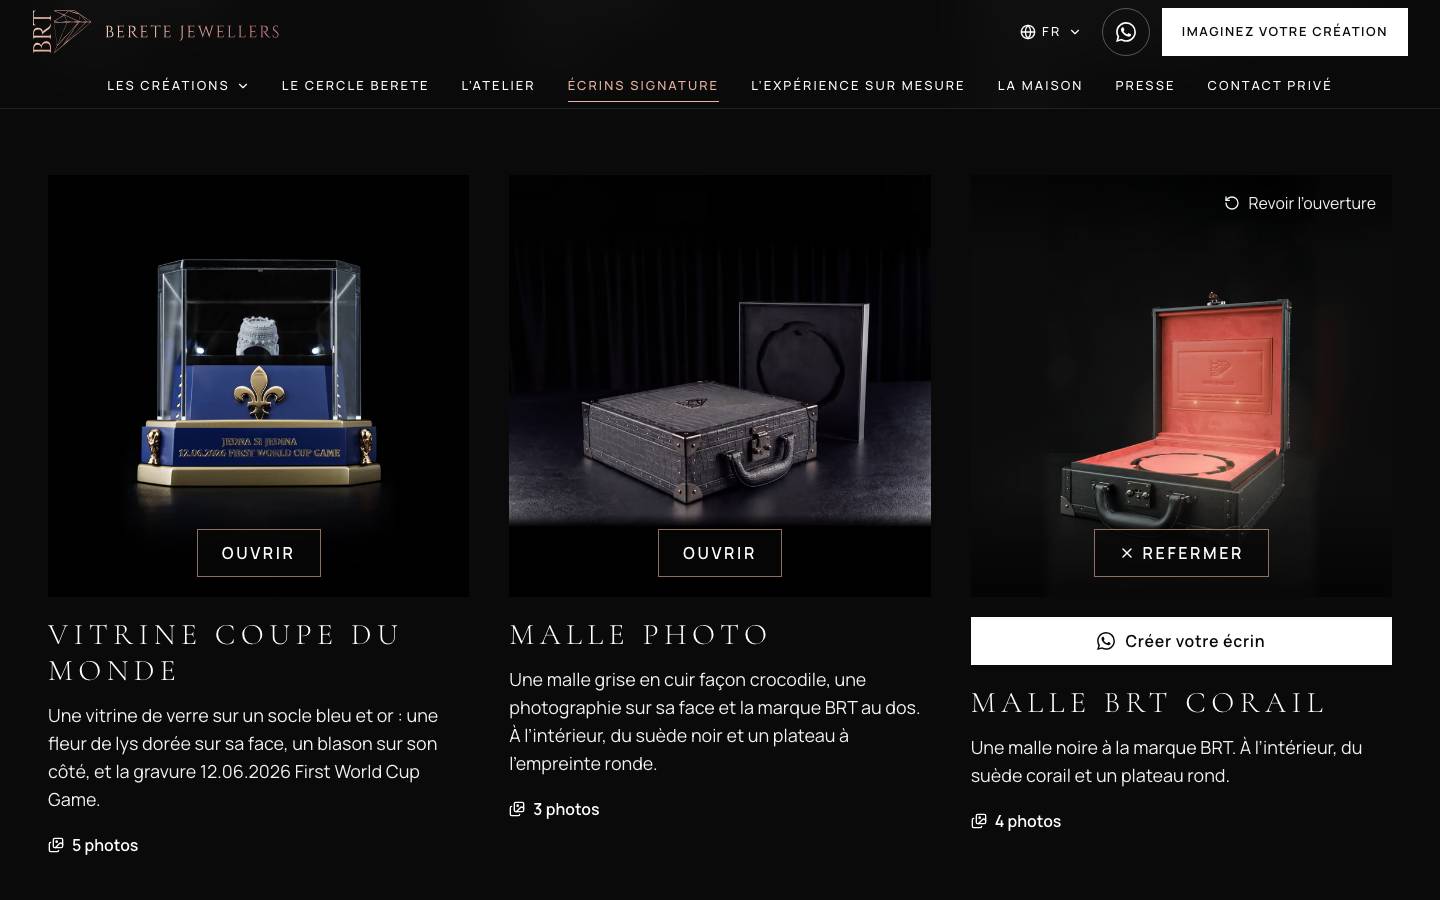 BRT
BERETE JEWELLERS
FR
IMAGINEZ VOTRE CRÉATION
LES CRÉATIONS
LE CERCLE BERETE
L'ATELIER
ÉCRINS SIGNATURE
L'EXPÉRIENCE SUR MESURE
LA MAISON
PRESSE
CONTACT PRIVÉ
JEDNA SI JEDINA
12.06.2026 FIRST WORLD CUP GAME
OUVRIR
VITRINE COUPE DU
MONDE
Une vitrine de verre sur un socle bleu et or : une
fleur de lys dorée sur sa face, un blason sur son
côté, et la gravure 12.06.2026 First World Cup
Game.
5 photos
OUVRIR
MALLE PHOTO
Une malle grise en cuir façon crocodile, une
photographie sur sa face et la marque BRT au dos.
À l’intérieur, du suède noir et un plateau à
l’empreinte ronde.
3 photos
Revoir l’ouverture
REFERMER
Créer votre écrin
MALLE BRT CORAIL
Une malle noire à la marque BRT. À l’intérieur, du
suède corail et un plateau rond.
4 photos